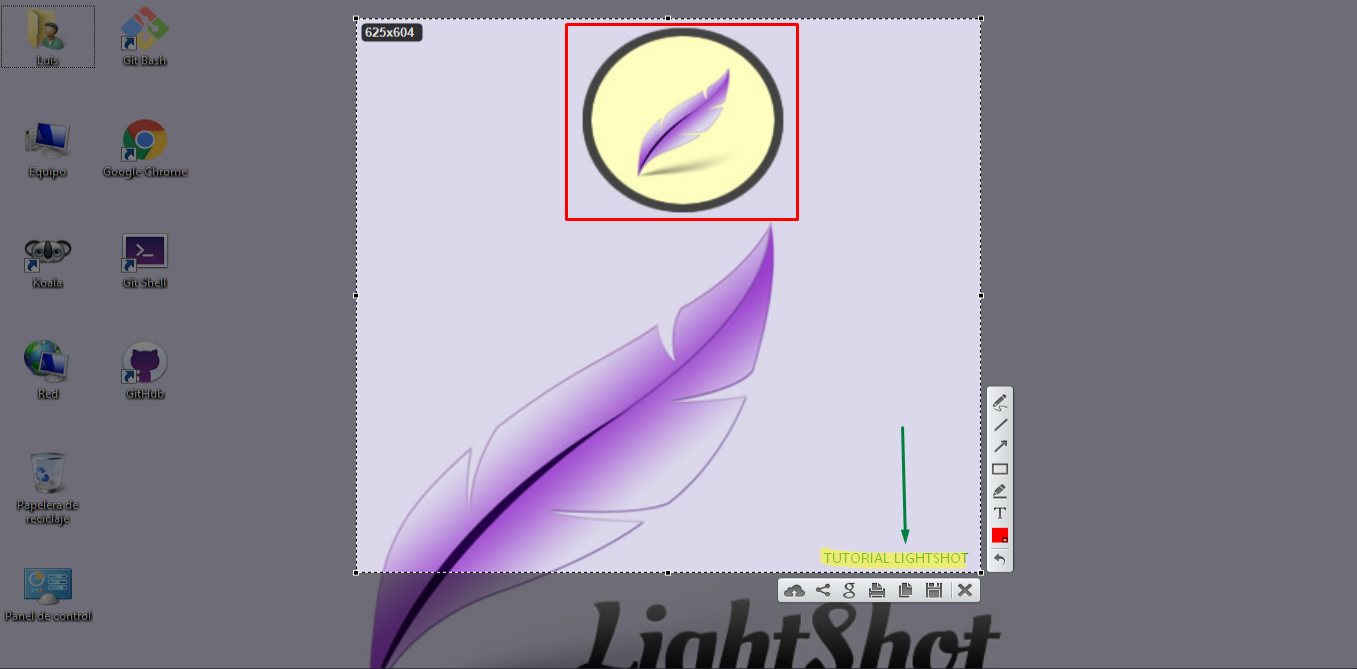 625x604
Luis
Git Bash
Equipo
Google Chrome
Koala
Git Shell
Red
GitHub
Papelera de
reciclaje
Panel de control
T
g
TUTORIAL LIGHTSHOT
LightShot